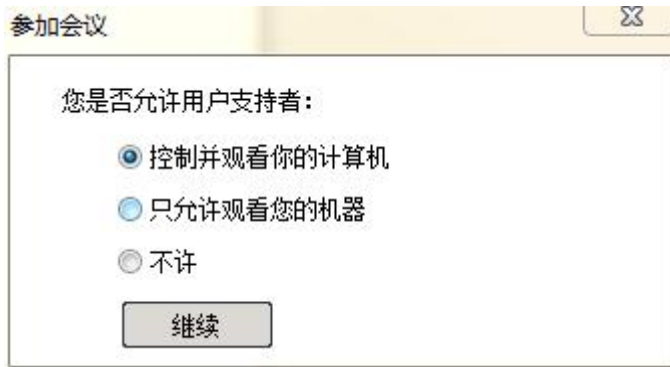 参加会议
您是否允许用户支持者：
控制并观看你的计算机
只允许观看您的机器
不许
继续